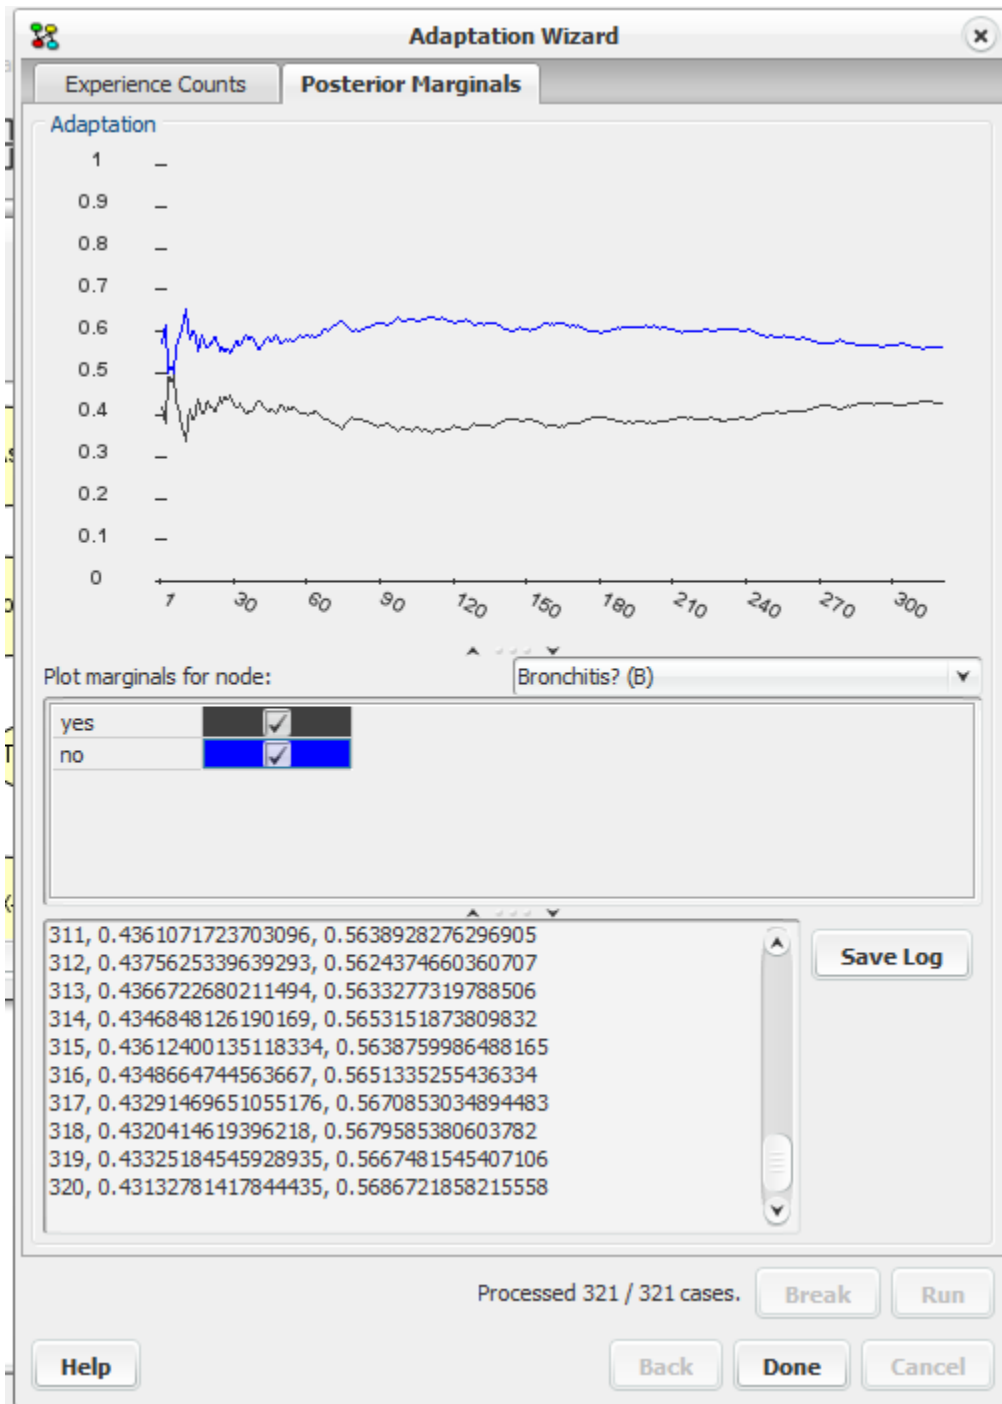 Adaptation Wizard
Experience Counts
Posterior Marginals
Adaptation
1
0.9
0.8
0.7
0.6
0.5
0.4
0.3
0.2
0.1
0
1 30 60 90 120 150 180 210 240 270 300
Plot marginals for node: Bronchitis? (B)
yes
no
311, 0.4361071723703096, 0.5638928276296905
312, 0.4375625339639293, 0.5624374660360707
313, 0.4366722680211494, 0.5633277319788506
314, 0.4346848126190169, 0.5653151873809832
315, 0.43612400135118334, 0.5638759986488165
316, 0.4348664744563667, 0.5651335255436334
317, 0.43291469651055176, 0.5670853034894483
318, 0.4320414619396218, 0.5679585380603782
319, 0.43325184545928935, 0.5667481545407106
320, 0.43132781417844435, 0.5686721858215558
Save Log
Processed 321 / 321 cases.
Break
Run
Help
Back
Done
Cancel